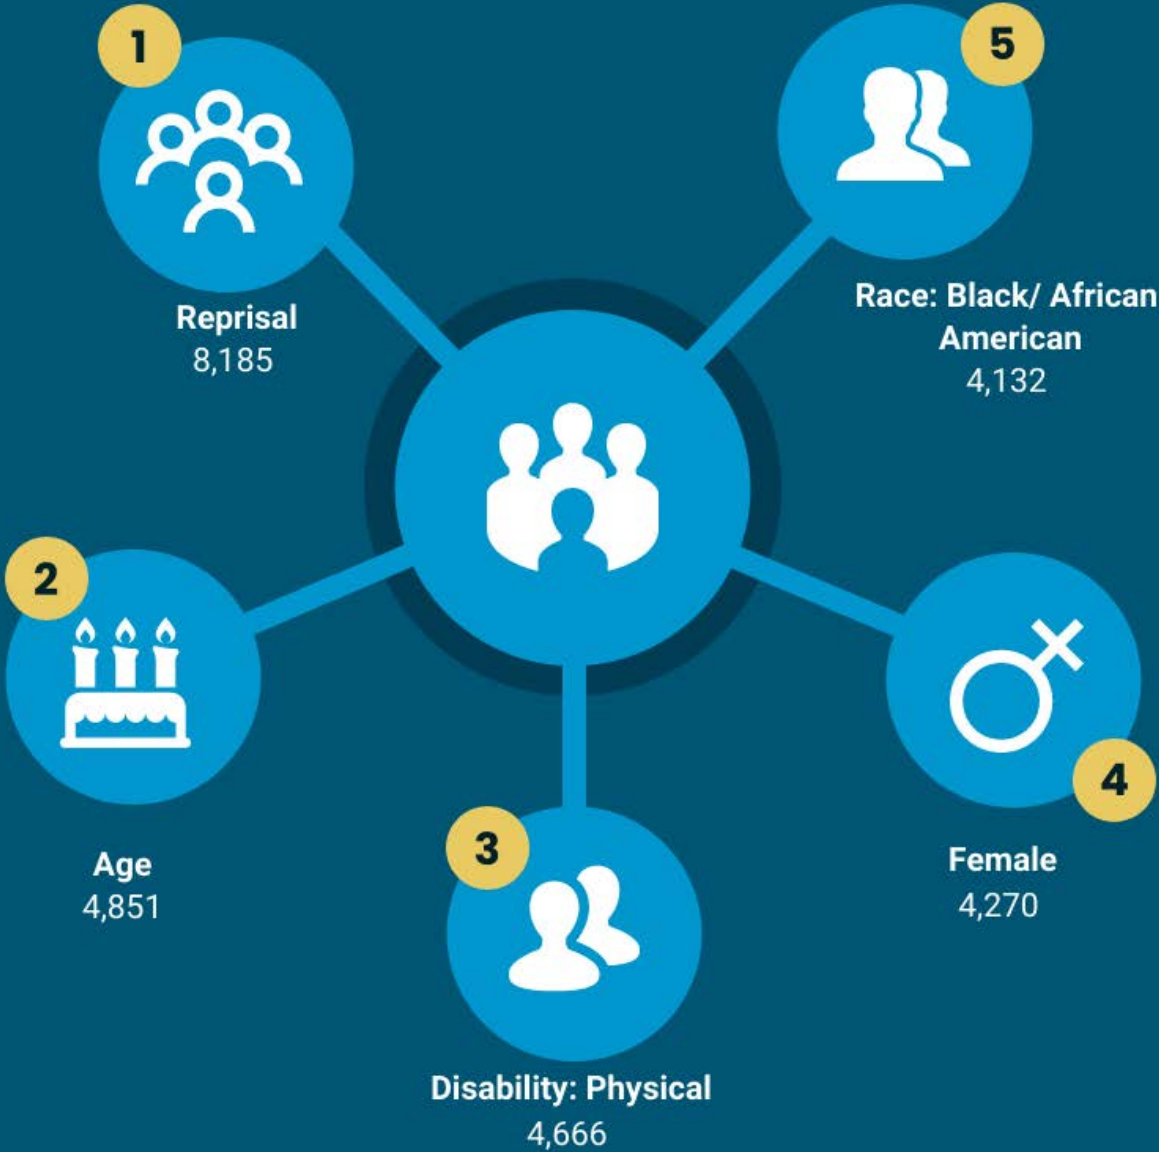 1
Reprisal
8,185
5
Race: Black/ African
American
4,132
2
Age
4,851
3
Disability: Physical
4,666
4
Female
4,270